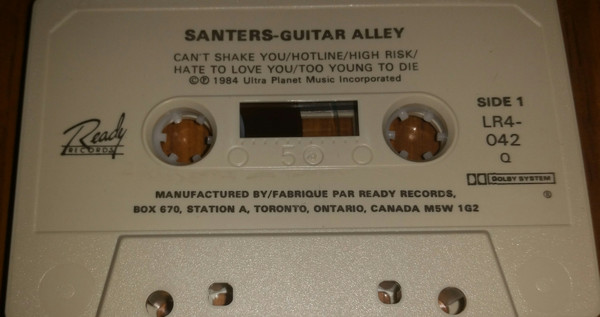 SANTERS-GUITAR ALLEY
CAN'T SHAKE YOU/HOTLINE/HIGH RISK/
HATE TO LOVE YOU/TOO YOUNG TO DIE
©℗ 1984 Ultra Planet Music Incorporated
SIDE 1
LR4-
042
Q
Ready
RECORDS
DOLBY SYSTEM
MANUFACTURED BY/FABRIQUE PAR READY RECORDS,
BOX 670, STATION A, TORONTO, ONTARIO, CANADA M5W 1G2